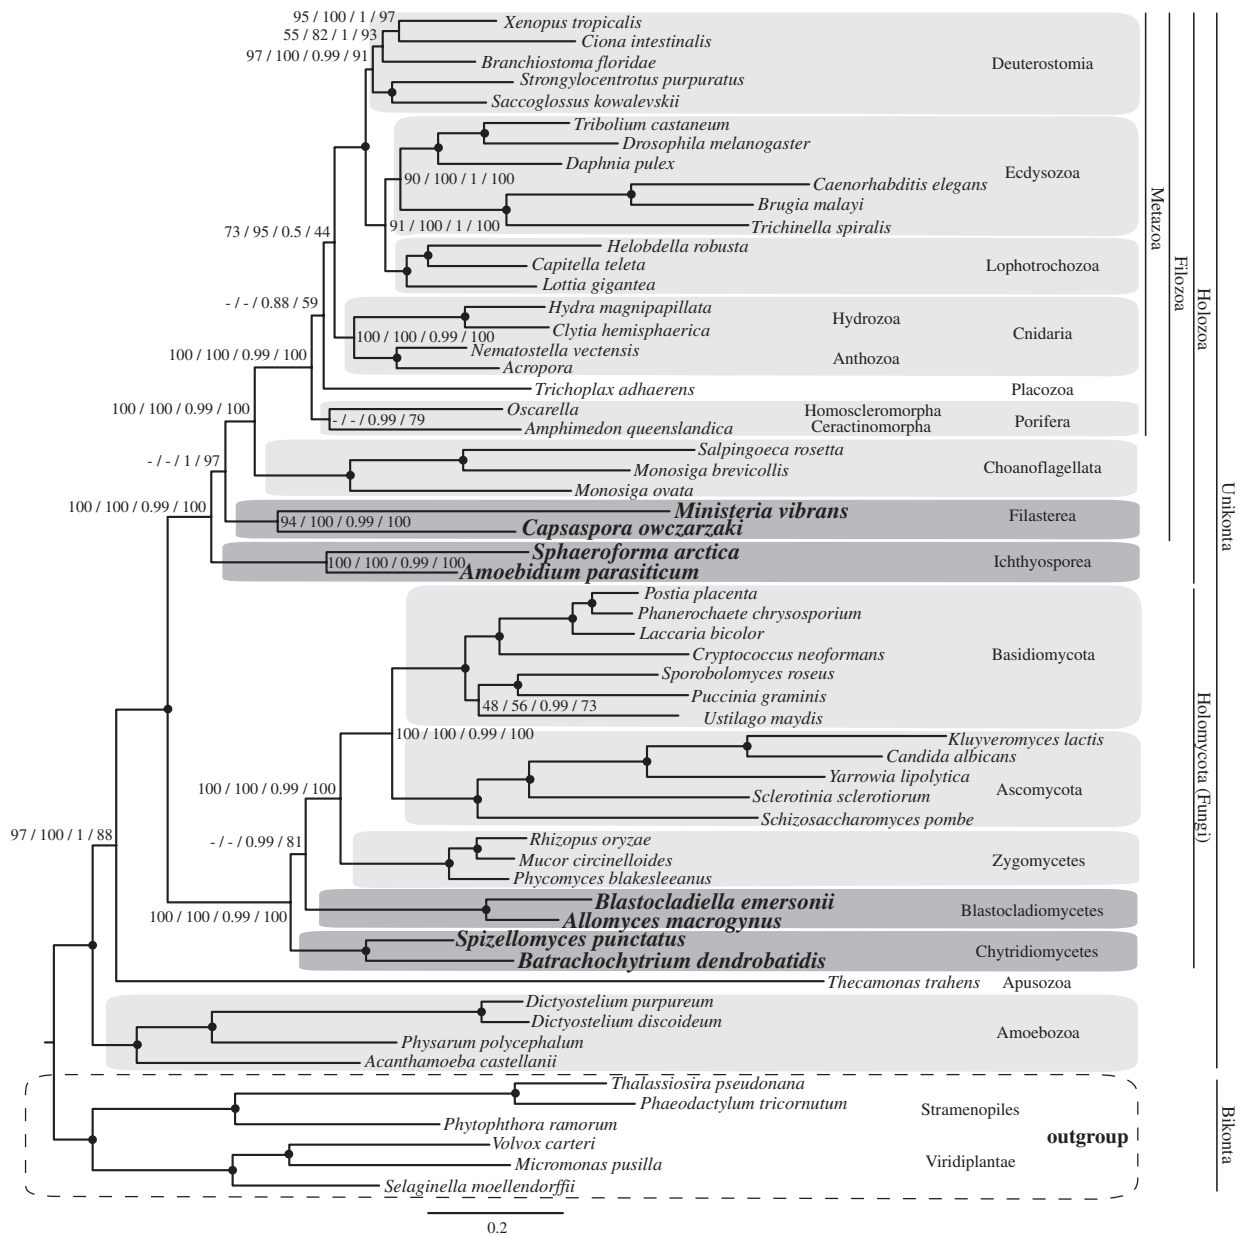 95 / 100 / 1 / 97
Xenopus tropicalis
55 / 82 / 1 / 93
Ciona intestinalis
97 / 100 / 0.99 / 91
Branchiostoma floridae
Deuterostomia
Strongylocentrotus purpuratus
Saccoglossus kowalevskii
Tribolium castaneum
Drosophila melanogaster
Daphnia pulex
Ecdysozoa
90 / 100 / 1 / 100
Caenorhabditis elegans
Brugia malayi
91 / 100 / 1 / 100
Trichinella spiralis
73 / 95 / 0.5 / 44
Helobdella robusta
Capitella teleta
Lophotrochozoa
Lottia gigantea
- / - / 0.88 / 59
Hydra magnipapillata
Hydrozoa
Clytia hemisphaerica
Cnidaria
100 / 100 / 0.99 / 100
Nematostella vectensis
100 / 100 / 0.99 / 100
Anthozoa
Acropora
Trichoplax adhaerens
Placozoa
100 / 100 / 0.99 / 100
Oscarella
Homoscleromorpha
- / - / 0.99 / 79
Porifera
Amphimedon queenslandica
Ceractinomorpha
Salpingoeca rosetta
- / - / 1 / 97
Monosiga brevicollis
Choanoflagellata
Monosiga ovata
100 / 100 / 0.99 / 100
Ministeria vibrans
94 / 100 / 0.99 / 100
Filasterea
Capsaspora owczarzaki
Sphaeroforma arctica
100 / 100 / 0.99 / 100
Ichthyosporea
Amoebidium parasiticum
Postia placenta
Phanerochaete chrysosporium
Laccaria bicolor
Cryptococcus neoformans
Basidiomycota
Sporobolomyces roseus
Puccinia graminis
48 / 56 / 0.99 / 73
Ustilago maydis
100 / 100 / 0.99 / 100
Kluyveromyces lactis
Candida albicans
Yarrowia lipolytica
100 / 100 / 0.99 / 100
Ascomycota
Sclerotinia sclerotiorum
Schizosaccharomyces pombe
97 / 100 / 1 / 88
- / - / 0.99 / 81
Rhizopus oryzae
Mucor circinelloides
Zygomycetes
Phycomyces blakesleeanus
Blastocladiella emersonii
100 / 100 / 0.99 / 100
Blastocladiomycetes
Allomyces macrogynus
Spizellomyces punctatus
Chytridiomycetes
Batrachochytrium dendrobatidis
Thecamonas trahens
Apusozoa
Dictyostelium purpureum
Dictyostelium discoideum
Amoebozoa
Physarum polycephalum
Acanthamoeba castellanii
Thalassiosira pseudonana
Phaeodactylum tricornutum
Stramenopiles
Phytophthora ramorum
outgroup
Volvox carteri
Viridiplantae
Micromonas pusilla
Selaginella moellendorffii
0.2
Metazoa
Filozoa
Holozoa
Unikonta
Holomycota (Fungi)
Bikonta